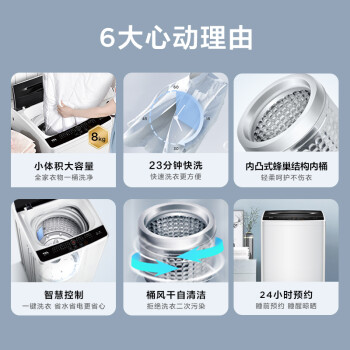 6大心动理由
8kg
小体积大容量
全家衣物一桶洗净
23分钟快洗
快速洗衣更方便
内凸式蜂巢结构内桶
轻柔呵护不伤衣
智慧控制
一键洗衣 省水省电更省心
桶风干自清洁
拒绝洗衣二次污染
24小时预约
睡前预约 睡醒晾晒